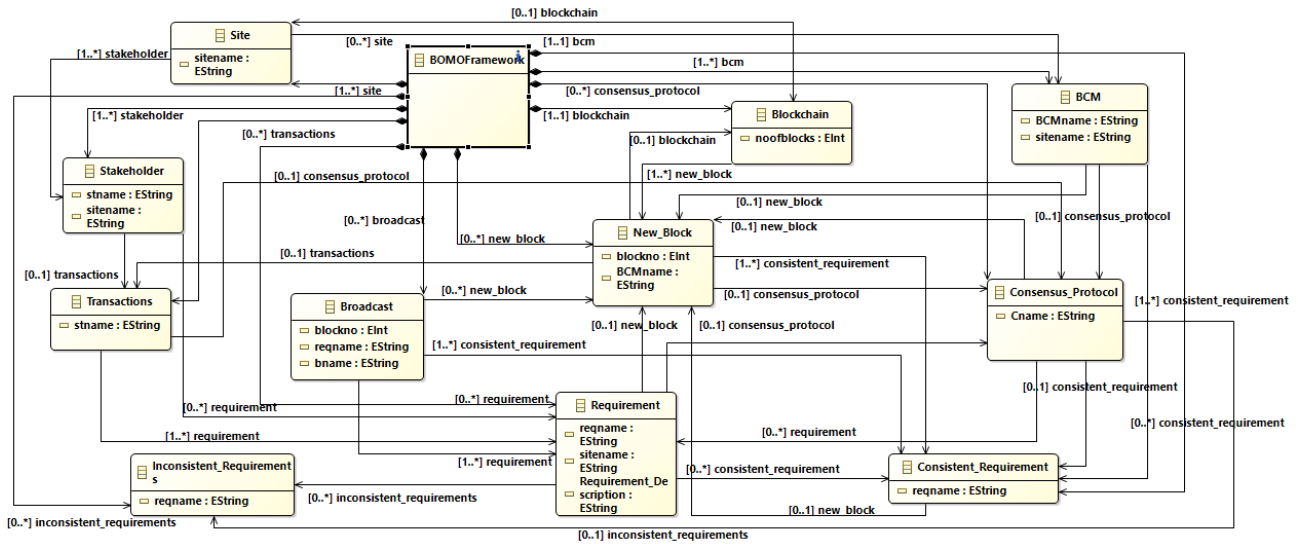 [0..1] blockchain
Site
sitename :
EString
[0..*] site
[1..1] bcm
[1..*] stakeholder
BOMOFramework
[1..*] bcm
[1..*] site
[0..*] consensus_protocol
BCM
BCMname : EString
sitename : EString
[1..*] stakeholder
[1..1] blockchain
Blockchain
noofblocks : EInt
[0..*] transactions
[0..1] blockchain
Stakeholder
stname : EString
sitename :
EString
[0..1] consensus_protocol
[1..*] new_block
[0..1] new_block
[0..*] broadcast
[0..1] consensus_protocol
[0..1] new_block
New_Block
blockno : EInt
BCMname :
EString
[0..*] new_block
[0..1] transactions
[1..*] consistent_requirement
[0..1] transactions
Transactions
stname : EString
Broadcast
blockno : EInt
reqname : EString
bname : EString
[0..*] new_block
[0..1] consensus_protocol
Consensus_Protocol
Cname : EString
[1..*] consistent_requirement
[0..1] new_block
[0..1] consensus_protocol
[1..*] consistent_requirement
[0..1] consistent_requirement
[0..*] requirement
[0..*] requirement
Requirement
reqname :
EString
sitename :
EString
Requirement_De
scription :
EString
[0..*] consistent_requirement
[1..*] requirement
[0..*] requirement
[1..*] requirement
Inconsistent_Requirement
s
reqname : EString
[0..*] consistent_requirement
Consistent_Requirement
reqname : EString
[0..*] inconsistent_requirements
[0..1] new_block
[0..*] inconsistent_requirements
[0..1] inconsistent_requirements